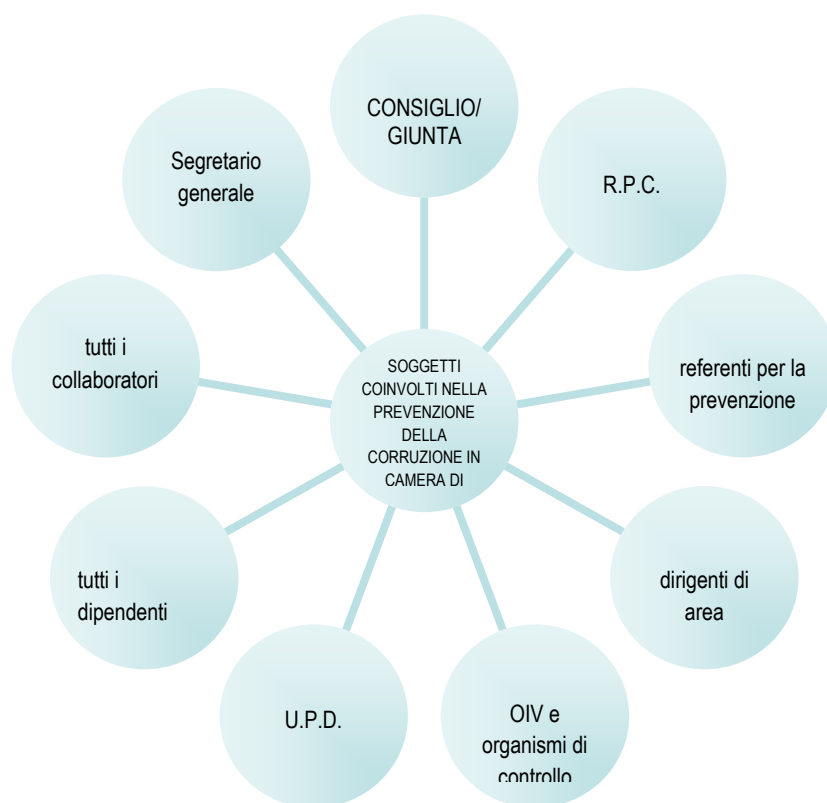 CONSIGLIO/
GIUNTA
R.P.C.
referenti per la
prevenzione
dirigenti di
area
OIV e
organismi di
controllo
U.P.D.
tutti i
dipendenti
tutti i
collaboratori
Segretario
generale
SOGGETTI
COINVOLTI NELLA
PREVENZIONE
DELLA
CORRUZIONE IN
CAMERA DI